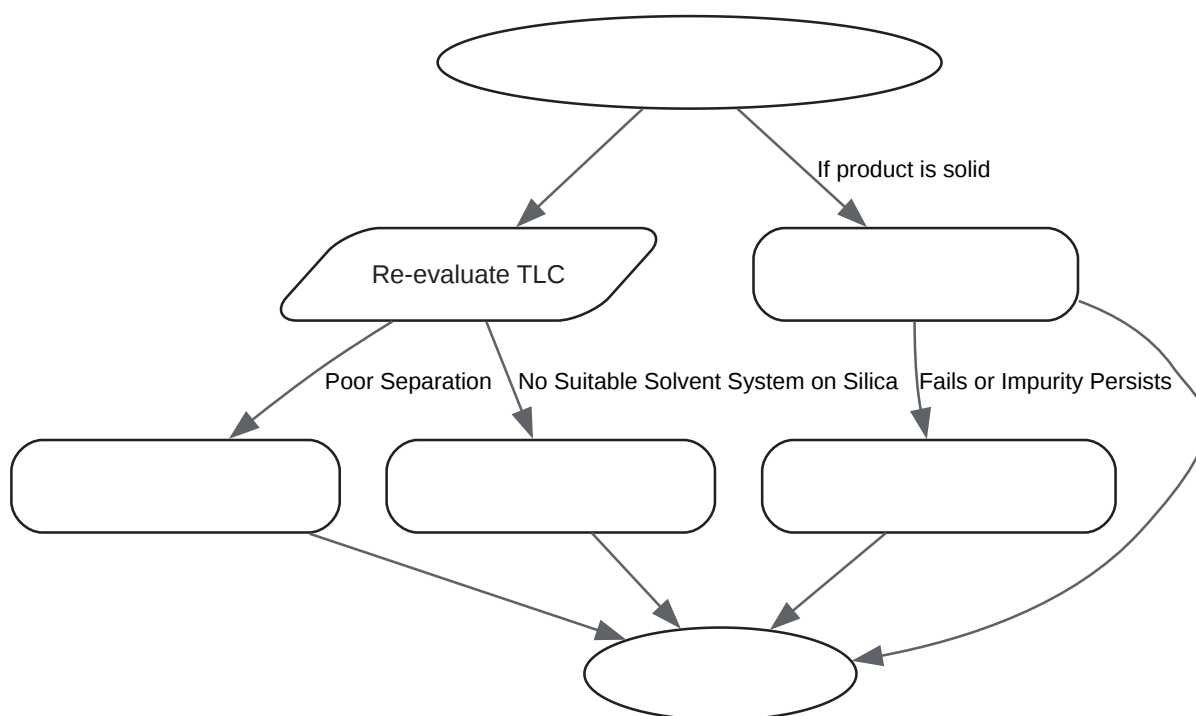 If product is solid
Re-evaluate TLC
Poor Separation
No Suitable Solvent System on Silica
Fails or Impurity Persists